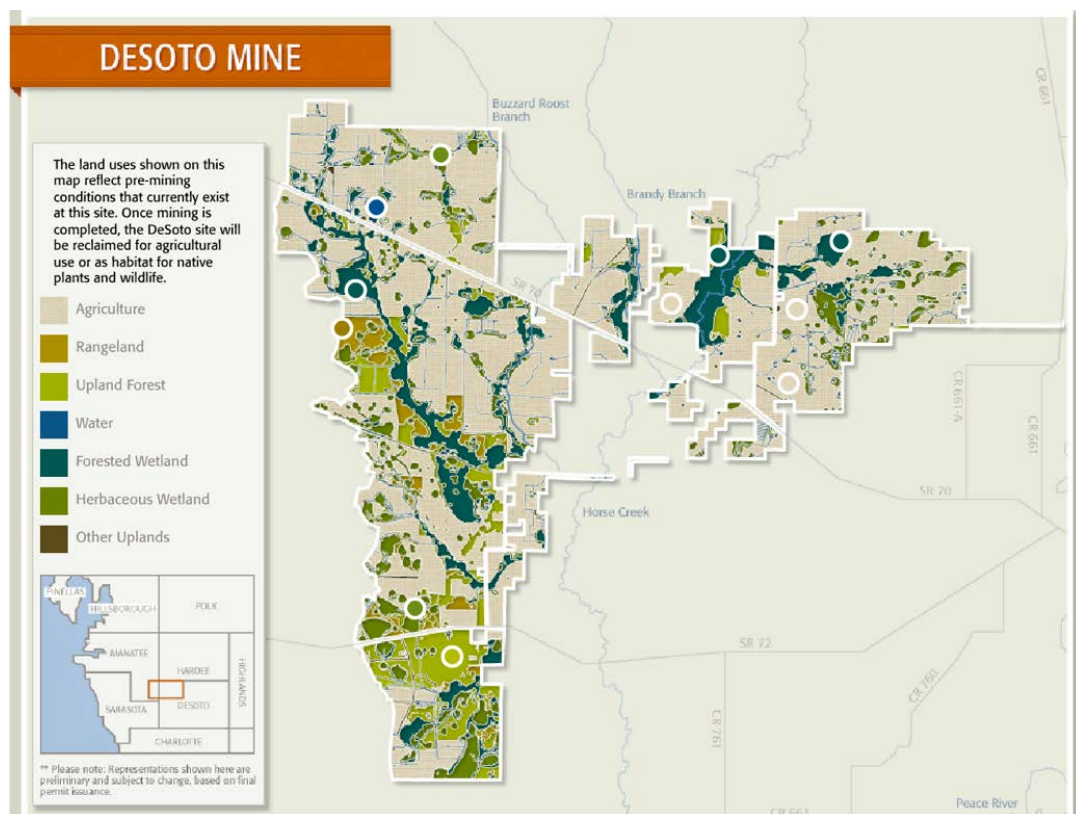 DESOTO MINE
The land uses shown on this
map reflect pre-mining
conditions that currently exist
at this site. Once mining is
completed, the DeSoto site will
be reclaimed for agricultural
use or as habitat for native
plants and wildlife.
Agriculture
Rangeland
Upland Forest
Water
Forested Wetland
Herbaceous Wetland
Other Uplands
PINELLAS
HILLSBOROUGH
POLK
MANATEE
HARDEE
HIGHLANDS
SARASOTA
DESOTO
CHARLOTTE
** Please note: Representations shown here are
preliminary and subject to change, based on final
permit issuance.
Buzzard Roost
Branch
Brandy Branch
CR 661
SR 70
CR 661-A
CR 661
SR 70
Horse Creek
SR 72
CR 760
CR 761
CR 661
Peace River